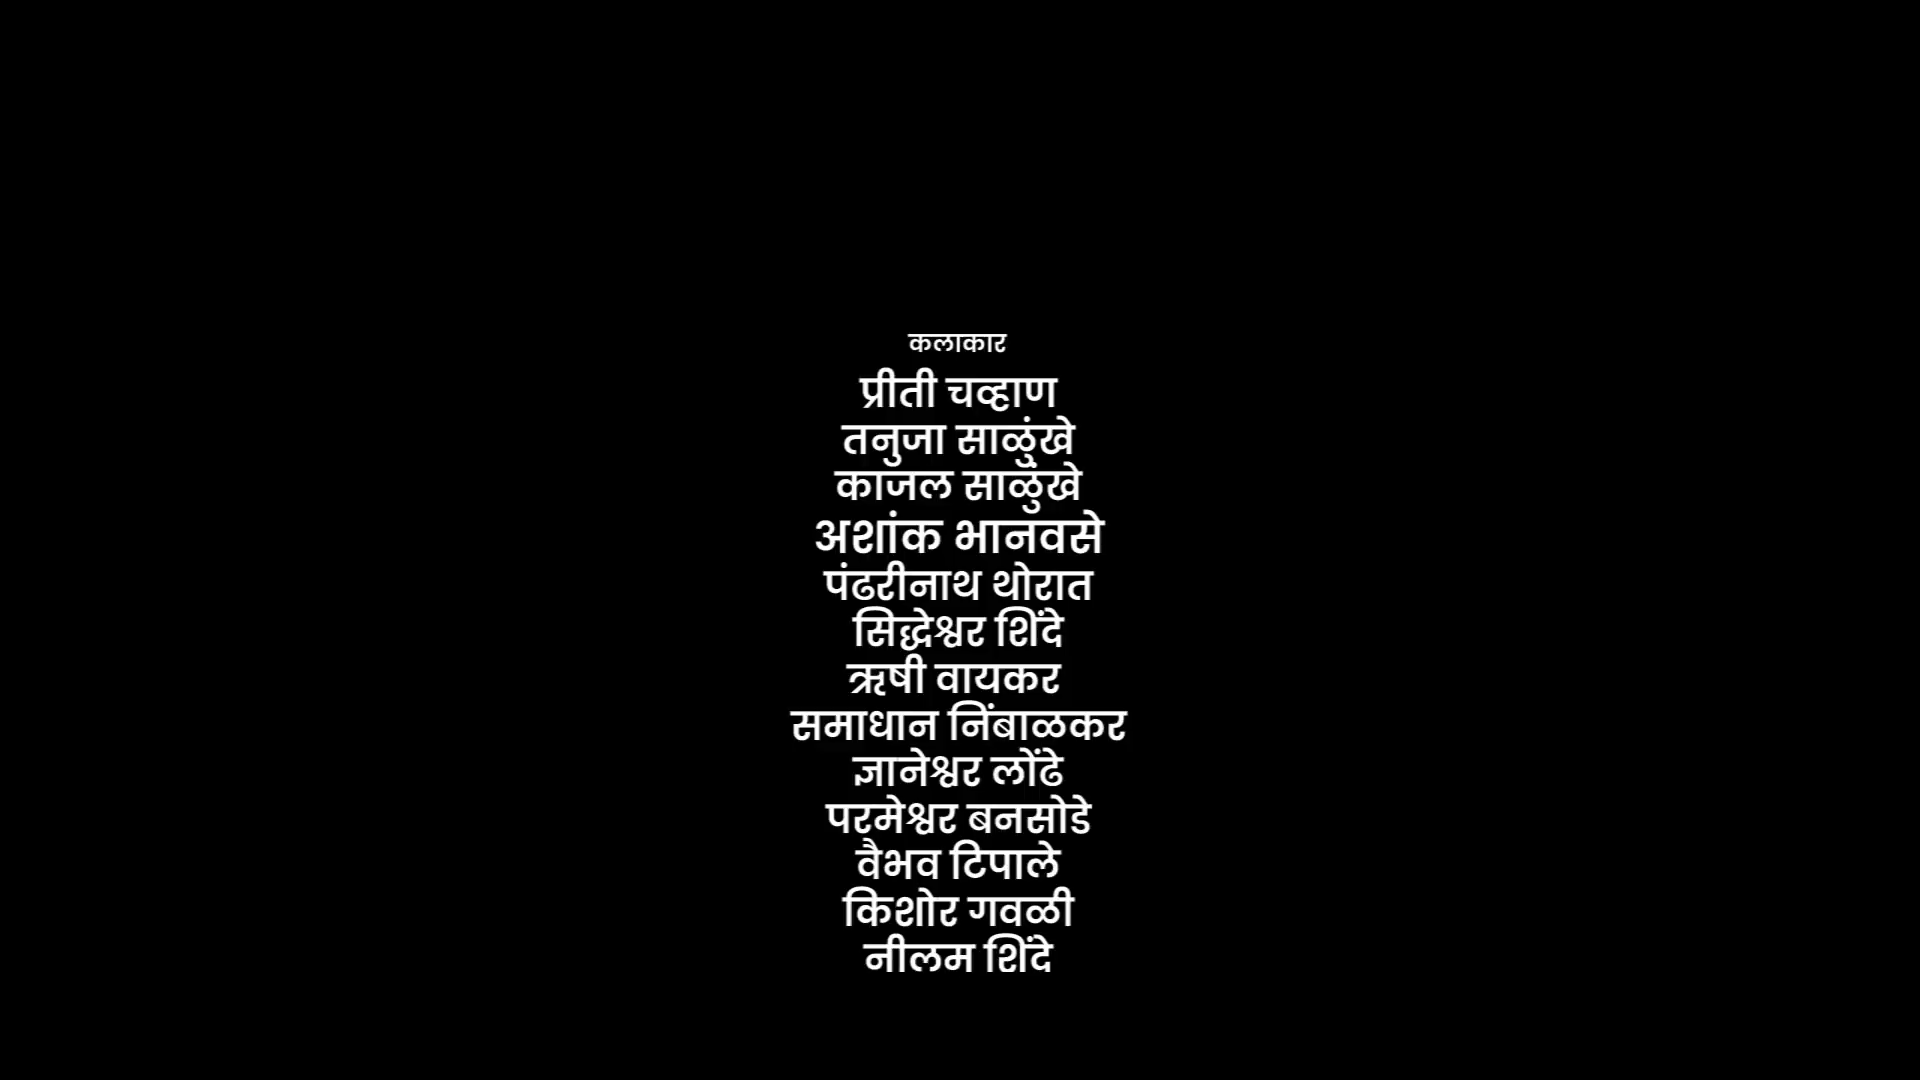 कलाकार
प्रीती चव्हाण
तनुजा साळुंखे
काजल साळुंखे
अशांक भानवसे
पंढरीनाथ थोरात
सिद्धेश्वर शिंदे
ऋषी वायकर
समाधान निंबाळकर
ज्ञानेश्वर लोंढे
परमेश्वर बनसोडे
वैभव टिपाले
किशोर गवळी
नीलम शिंदे